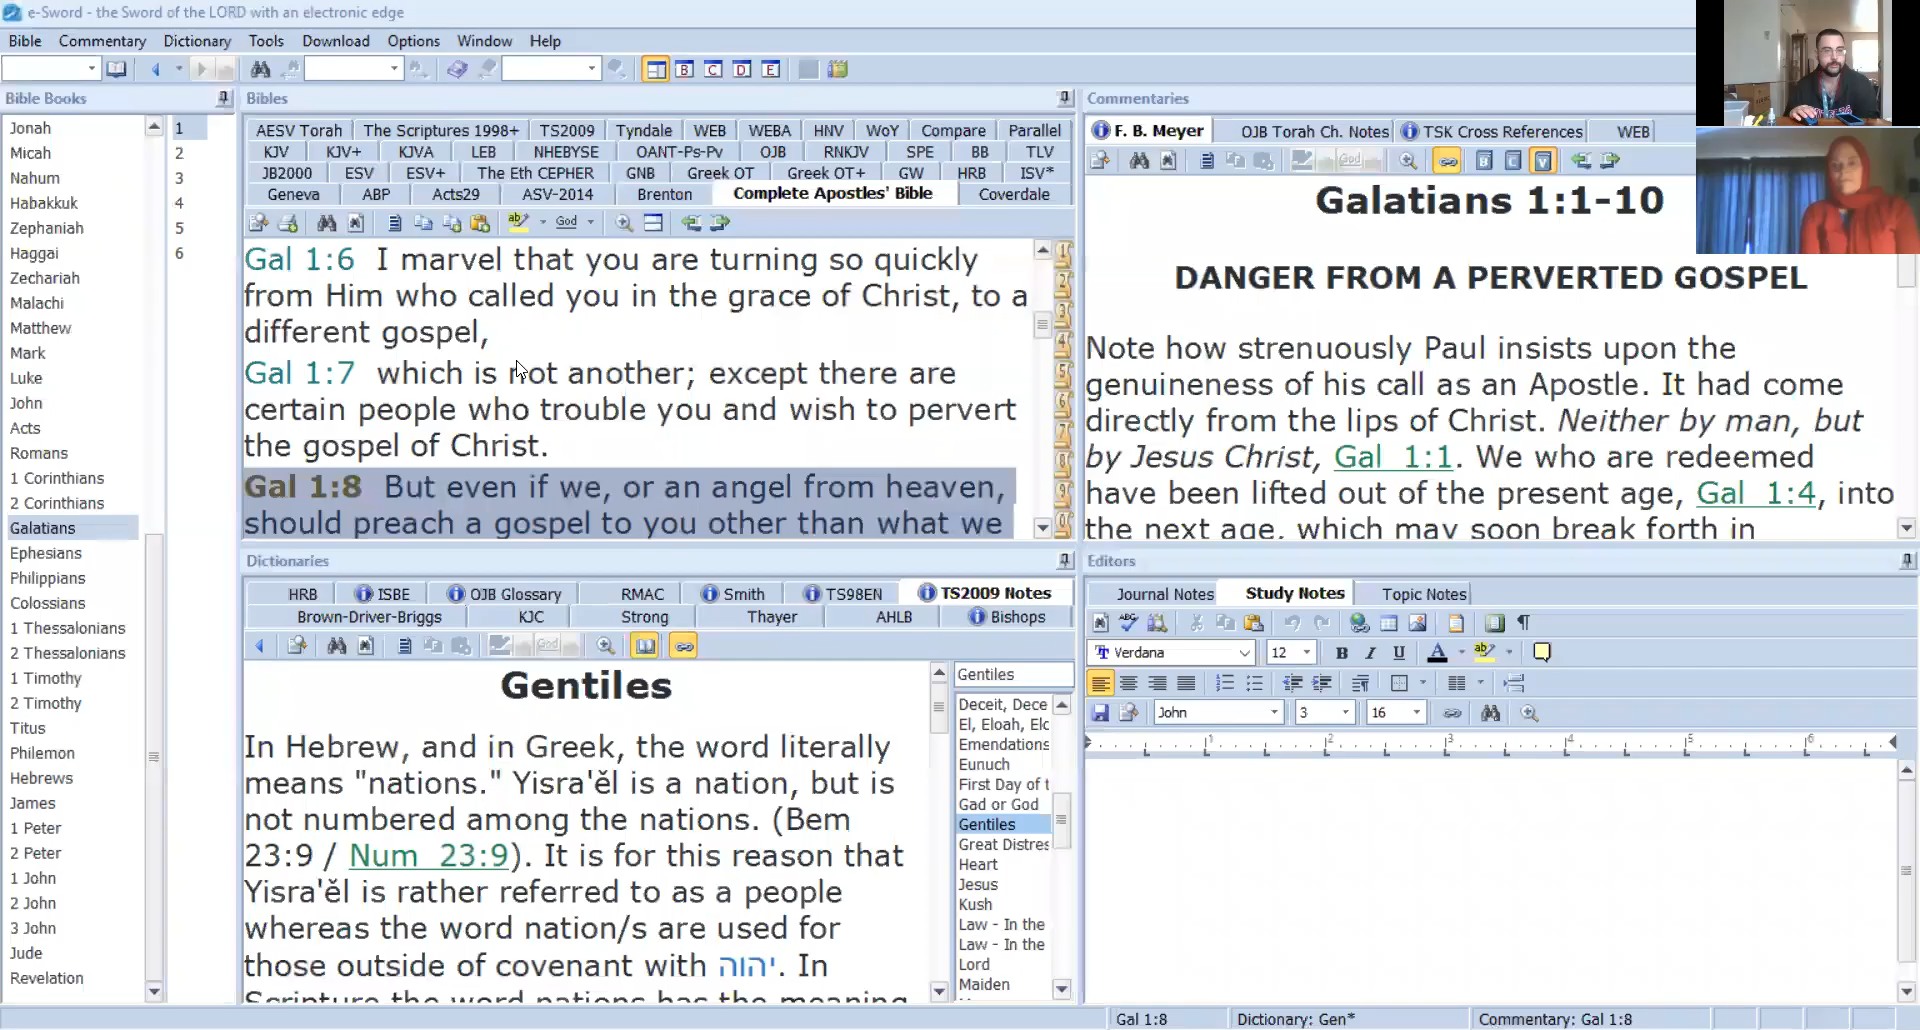 e-Sword - the Sword of the LORD with an electronic edge
Bible Commentary Dictionary Tools Download Options Window Help
B C D E
Bible Books
Jonah
Micah
Nahum
Habakkuk
Zephaniah
Haggai
Zechariah
Malachi
Matthew
Mark
Luke
John
Acts
Romans
1 Corinthians
2 Corinthians
Galatians
Ephesians
Philippians
Colossians
1 Thessalonians
2 Thessalonians
1 Timothy
2 Timothy
Titus
Philemon
Hebrews
James
1 Peter
2 Peter
1 John
2 John
3 John
Jude
Revelation
1
2
3
4
5
6
Bibles
AESV Torah The Scriptures 1998+ TS2009 Tyndale WEB WEBA HNV WoY Compare Parallel
KJV KJV+ KJVA LEB NHEBYSE OANT-Ps-Pv OJB RNKJV SPE BB TLV
JB2000 ESV ESV+ The Eth CEPHER GNB Greek OT Greek OT+ GW HRB ISV*
Geneva ABP Acts29 ASV-2014 Brenton Complete Apostles' Bible Coverdale
God
Gal 1:6 I marvel that you are turning so quickly
from Him who called you in the grace of Christ, to a
different gospel,
Gal 1:7 which is not another; except there are
certain people who trouble you and wish to pervert
the gospel of Christ.
Gal 1:8 But even if we, or an angel from heaven,
should preach a gospel to you other than what we
Commentaries
F. B. Meyer OJB Torah Ch. Notes TSK Cross References WEB
God B C V
Galatians 1:1-10
DANGER FROM A PERVERTED GOSPEL
Note how strenuously Paul insists upon the
genuineness of his call as an Apostle. It had come
directly from the lips of Christ. Neither by man, but
by Jesus Christ, Gal 1:1. We who are redeemed
have been lifted out of the present age, Gal 1:4, into
the next age, which may soon break forth in
Dictionaries
HRB ISBE OJB Glossary RMAC Smith TS98EN TS2009 Notes
Brown-Driver-Briggs KJC Strong Thayer AHLB Bishops
God
Gentiles
In Hebrew, and in Greek, the word literally
means "nations." Yisra'ĕl is a nation, but is
not numbered among the nations. (Bem
23:9 / Num 23:9). It is for this reason that
Yisra'ĕl is rather referred to as a people
whereas the word nation/s are used for
those outside of covenant with יהוה. In
Scripture the word nations has the meaning
Gentiles
Deceit, Dece
El, Eloah, Elo
Emendations
Eunuch
First Day of t
Gad or God
Gentiles
Great Distres
Heart
Jesus
Kush
Law - In the
Law - In the
Lord
Maiden
Editors
Journal Notes Study Notes Topic Notes
Verdana 12 B I U A ab
John 3 16
1 2 3 4 5 6
Gal 1:8 Dictionary: Gen* Commentary: Gal 1:8